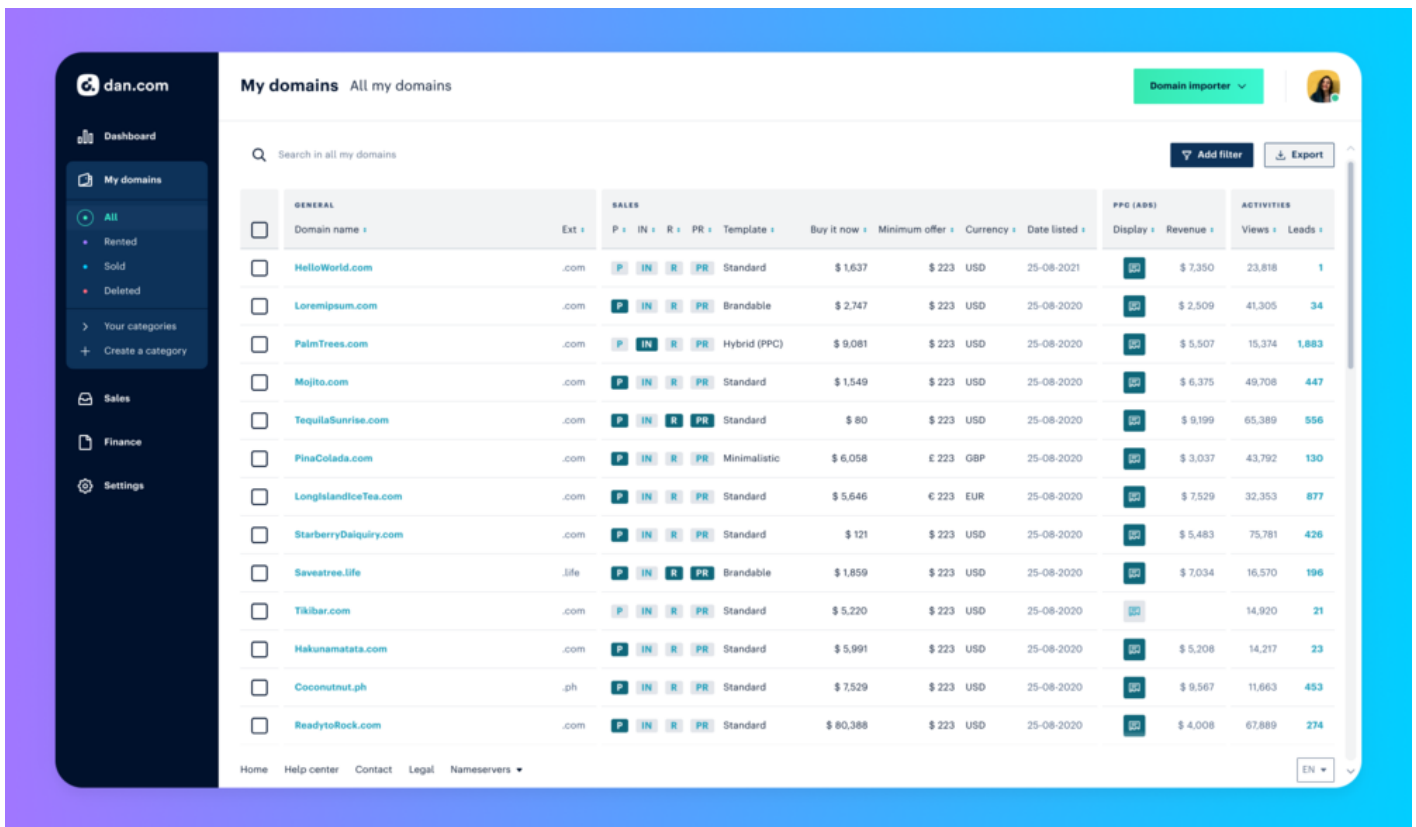 dan.com
Dashboard
My domains
All
Rented
Sold
Deleted
Your categories
Create a category
Sales
Finance
Settings
My domains All my domains
Domain importer
Search in all my domains
Add filter
Export
GENERAL SALES PPC (ADS) ACTIVITIES
Domain name Ext P IN R PR Template Buy it now Minimum offer Currency Date listed Display Revenue Views Leads
HelloWorld.com .com P IN R PR Standard $ 1,637 $ 223 USD 25-08-2021 $ 7,350 23,818 1
Loremipsum.com .com P IN R PR Brandable $ 2,747 $ 223 USD 25-08-2020 $ 2,509 41,305 34
PalmTrees.com .com P IN R PR Hybrid (PPC) $ 9,081 $ 223 USD 25-08-2020 $ 5,507 15,374 1,883
Mojito.com .com P IN R PR Standard $ 1,549 $ 223 USD 25-08-2020 $ 6,375 49,708 447
TequilaSunrise.com .com P IN R PR Standard $ 80 $ 223 USD 25-08-2020 $ 9,199 65,389 556
PinaColada.com .com P IN R PR Minimalistic $ 6,058 £ 223 GBP 25-08-2020 $ 3,037 43,792 130
LongIslandIceTea.com .com P IN R PR Standard $ 5,646 € 223 EUR 25-08-2020 $ 7,529 32,353 877
StarberryDaiquiry.com .com P IN R PR Standard $ 121 $ 223 USD 25-08-2020 $ 5,483 75,781 426
Saveatree.life .life P IN R PR Brandable $ 1,859 $ 223 USD 25-08-2020 $ 7,034 16,570 196
Tikibar.com .com P IN R PR Standard $ 5,220 $ 223 USD 25-08-2020 14,920 21
Hakunamatata.com .com P IN R PR Standard $ 5,991 $ 223 USD 25-08-2020 $ 5,208 14,217 23
Coconutnut.ph .ph P IN R PR Standard $ 7,529 $ 223 USD 25-08-2020 $ 9,567 11,663 453
ReadytoRock.com .com P IN R PR Standard $ 80,388 $ 223 USD 25-08-2020 $ 4,008 67,889 274
Home Help center Contact Legal Nameservers EN